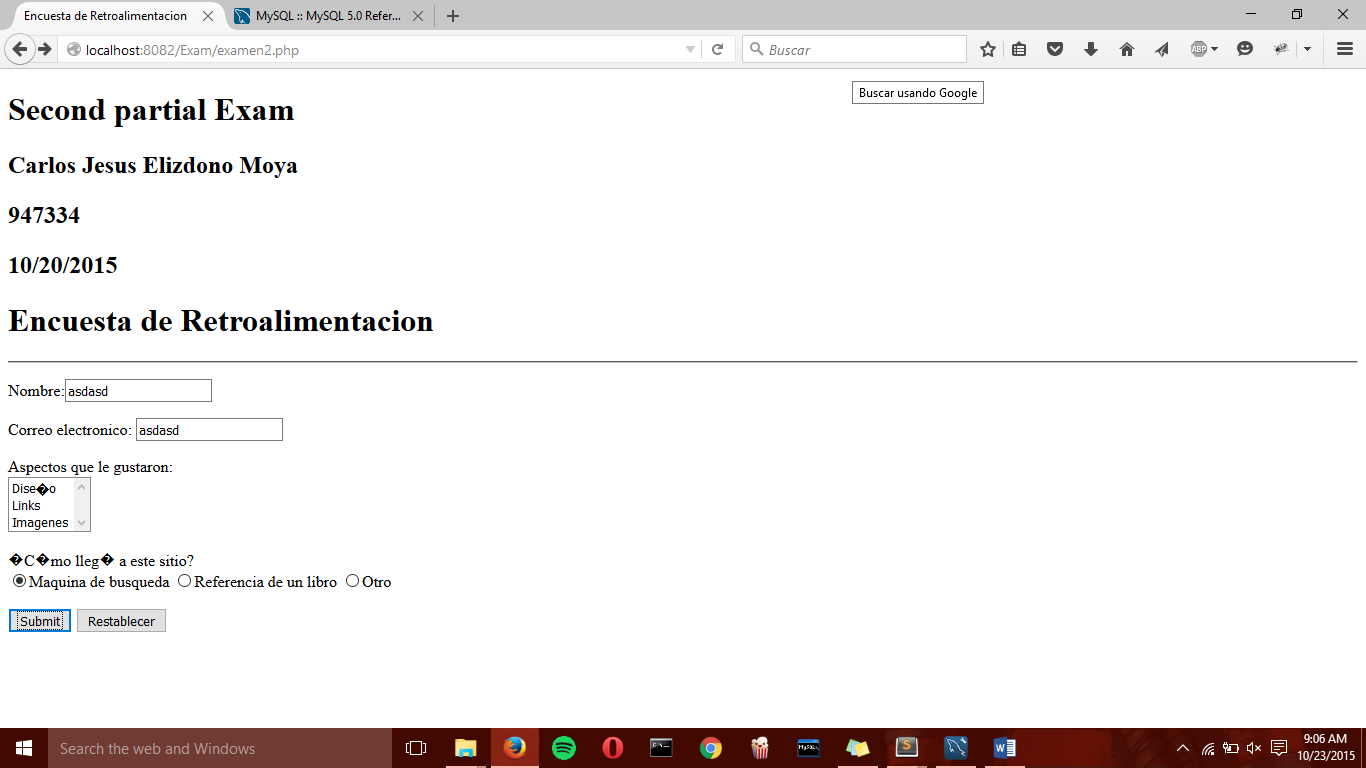 Encuesta de Retroalimentacion
MySQL :: MySQL 5.0 Refer...
localhost:8082/Exam/examen2.php
Buscar
ABP
Buscar usando Google
Second partial Exam
Carlos Jesus Elizdono Moya
947334
10/20/2015
Encuesta de Retroalimentacion
Nombre: asdasd
Correo electronico: asdasd
Aspectos que le gustaron:
Dise�o
Links
Imagenes
�C�mo lleg� a este sitio?
Maquina de busqueda Referencia de un libro Otro
Submit Restablecer
Search the web and Windows
9:06 AM
10/23/2015